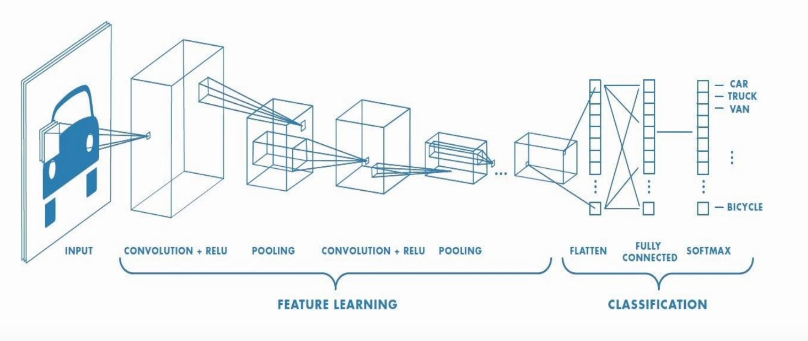 CAR
TRUCK
VAN
BICYCLE
INPUT
CONVOLUTION + RELU
POOLING
CONVOLUTION + RELU
POOLING
FLATTEN
FULLY
CONNECTED
SOFTMAX
FEATURE LEARNING
CLASSIFICATION